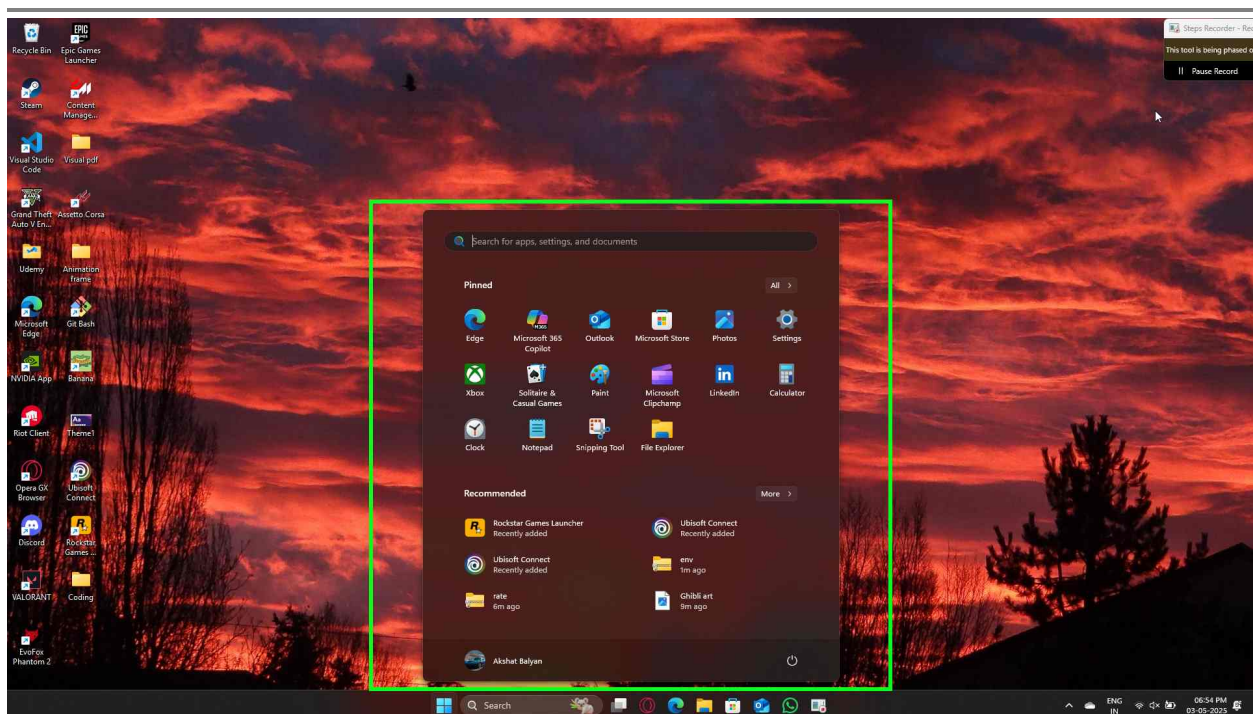 Steps Recorder - Rec
This tool is being phased o
Pause Record
Recycle Bin
EPIC
Epic Games
Launcher
Steam
Content
Manage...
Visual Studio
Code
Visual pdf
Grand Theft
Auto V En...
Assetto Corsa
Udemy
Animation
frame
Microsoft
Edge
Git Bash
NVIDIA App
Banana
Riot Client
Ae
Theme1
Opera GX
Browser
Ubisoft
Connect
Discord
Rockstar
Games ...
VALORANT
Coding
EvoFox
Phantom 2
Search for apps, settings, and documents
Pinned
All >
Edge
M365
Microsoft 365
Copilot
Outlook
Microsoft Store
Photos
Settings
Xbox
Solitaire &
Casual Games
Paint
Microsoft
Clipchamp
in
LinkedIn
Calculator
Clock
Notepad
Snipping Tool
File Explorer
Recommended
More >
Rockstar Games Launcher
Recently added
Ubisoft Connect
Recently added
Ubisoft Connect
Recently added
env
1m ago
rate
6m ago
Ghibli art
9m ago
Akshat Balyan
Search
ENG
IN
06:54 PM
03-05-2025